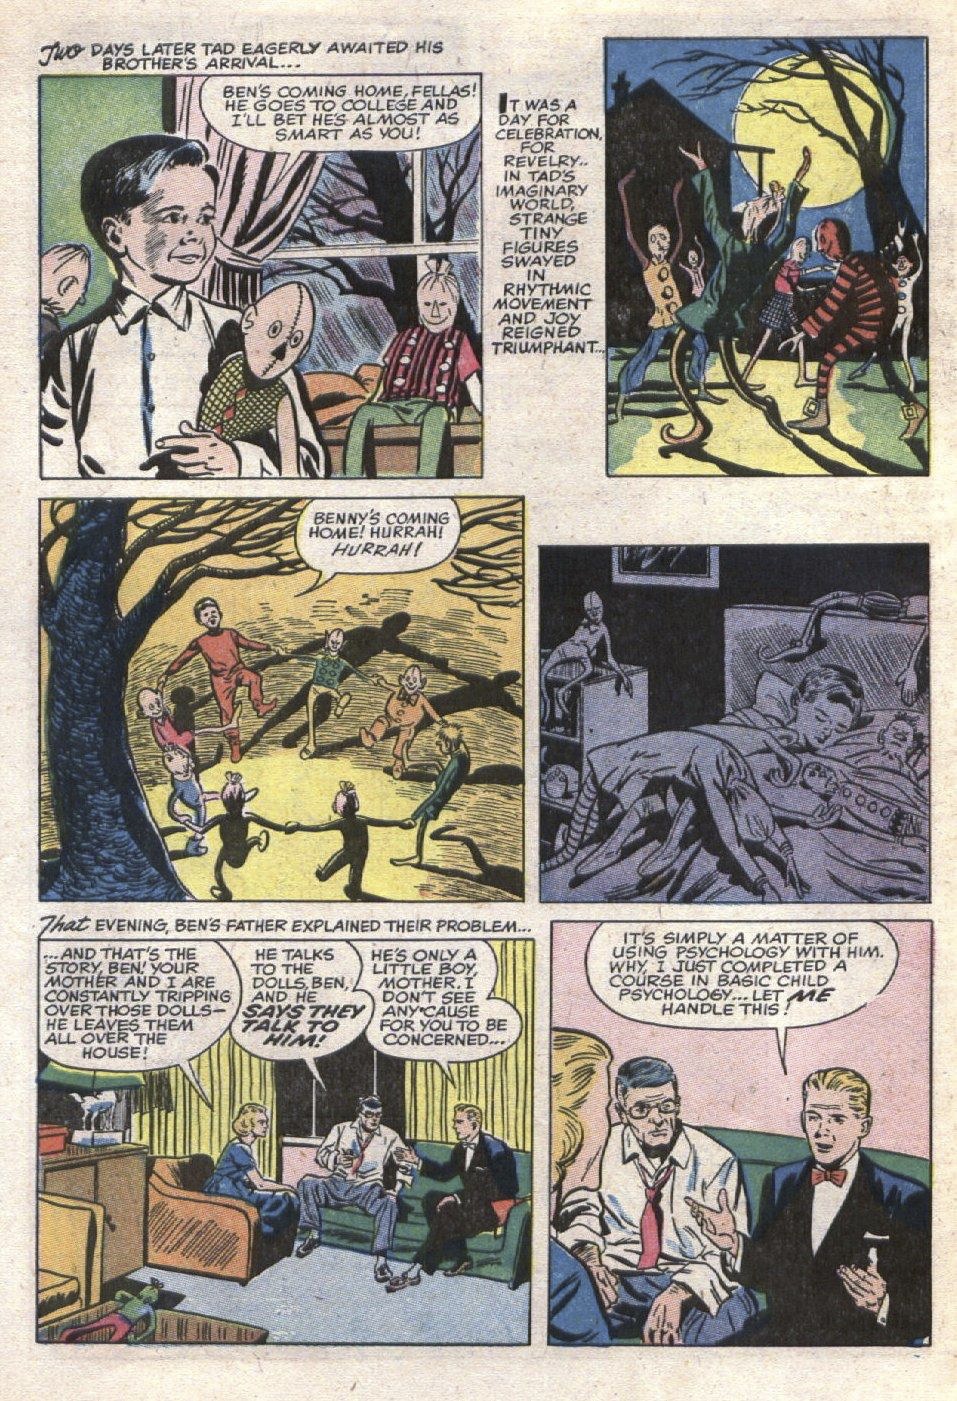 Two DAYS LATER TAD EAGERLY AWAITED HIS
BROTHER'S ARRIVAL...
BEN'S COMING HOME, FELLAS!
HE GOES TO COLLEGE AND
I'LL BET HE'S ALMOST AS
SMART AS YOU!
IT WAS A
DAY FOR
CELEBRATION,
FOR
REVELRY..
IN TAD'S
IMAGINARY
WORLD,
STRANGE
TINY
FIGURES
SWAYED
IN
RHYTHMIC
MOVEMENT
AND JOY
REIGNED
TRIUMPHANT...
BENNY'S COMING
HOME! HURRAH!
HURRAH!
That EVENING, BEN'S FATHER EXPLAINED THEIR PROBLEM...
...AND THAT'S THE
STORY, BEN! YOUR
MOTHER AND I ARE
CONSTANTLY TRIPPING
OVER THOSE DOLLS—
HE LEAVES THEM
ALL OVER THE
HOUSE!
HE TALKS
TO THE
DOLLS, BEN,
AND HE
SAYS THEY
TALK TO
HIM!
HE'S ONLY A
LITTLE BOY,
MOTHER. I
DON'T SEE
ANY CAUSE
FOR YOU TO BE
CONCERNED...
IT'S SIMPLY A MATTER OF
USING PSYCHOLOGY WITH HIM.
WHY, I JUST COMPLETED A
COURSE IN BASIC CHILD
PSYCHOLOGY... LET ME
HANDLE THIS!